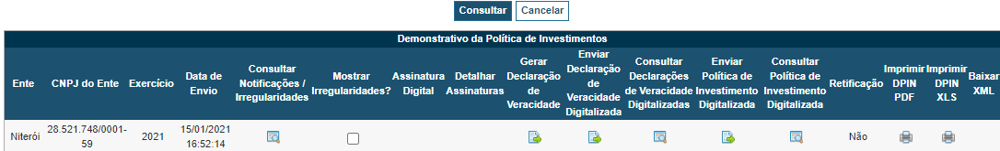 Consultar Cancelar
Demonstrativo da Política de Investimentos
Ente CNPJ do Ente Exercício Data de Envio Consultar Notificações / Irregularidades Mostrar Irregularidades? Assinatura Digital Detalhar Assinaturas Gerar Declaração de Veracidade Enviar Declaração de Veracidade Digitalizada Consultar Declarações de Veracidade Digitalizadas Enviar Política de Investimento Digitalizada Consultar Política de Investimento Digitalizada Retificação Imprimir DPIN PDF Imprimir DPIN XLS Baixar XML
Niterói 28.521.748/0001-59 2021 15/01/2021 16:52:14 Não